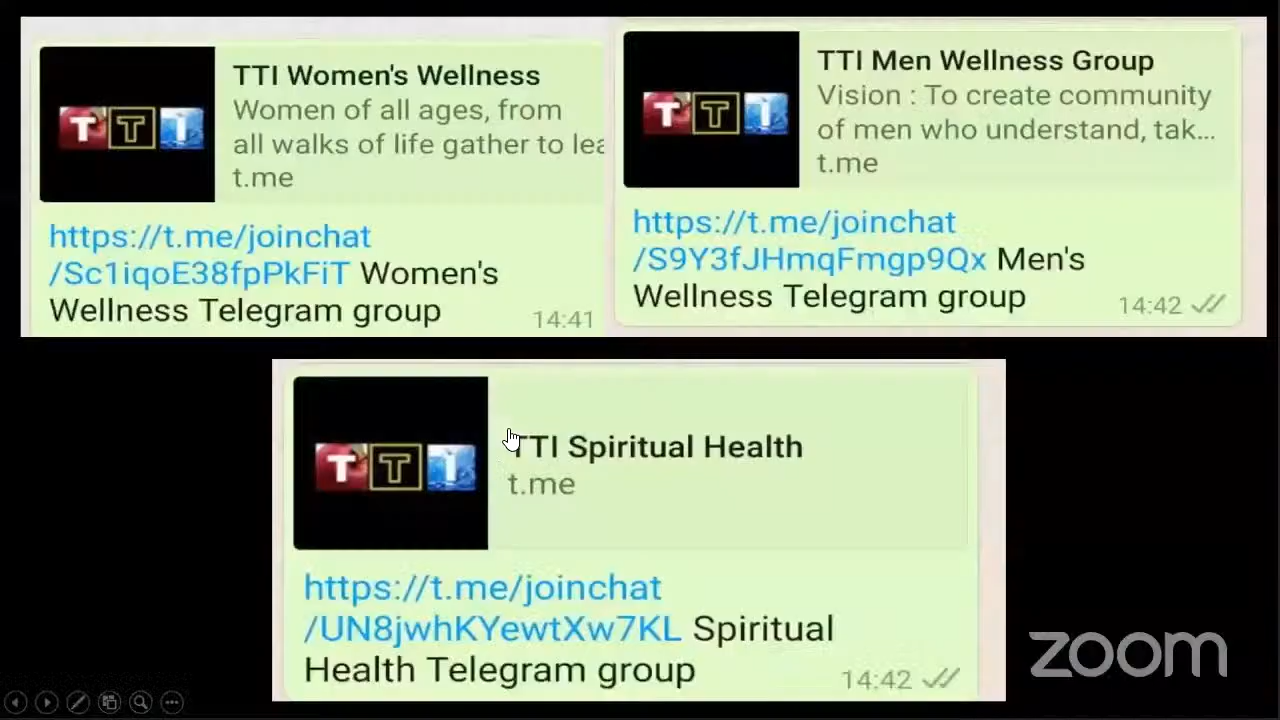 TTI
TTI Women's Wellness
Women of all ages, from
all walks of life gather to lea
t.me
https://t.me/joinchat
/Sc1iqoE38fpPkFiT Women's
Wellness Telegram group
14:41
TTI
TTI Men Wellness Group
Vision : To create community
of men who understand, tak...
t.me
https://t.me/joinchat
/S9Y3fJHmqFmgp9Qx Men's
Wellness Telegram group
14:42
TTI
TTI Spiritual Health
t.me
https://t.me/joinchat
/UN8jwhKYewtXw7KL Spiritual
Health Telegram group
14:42
zoom